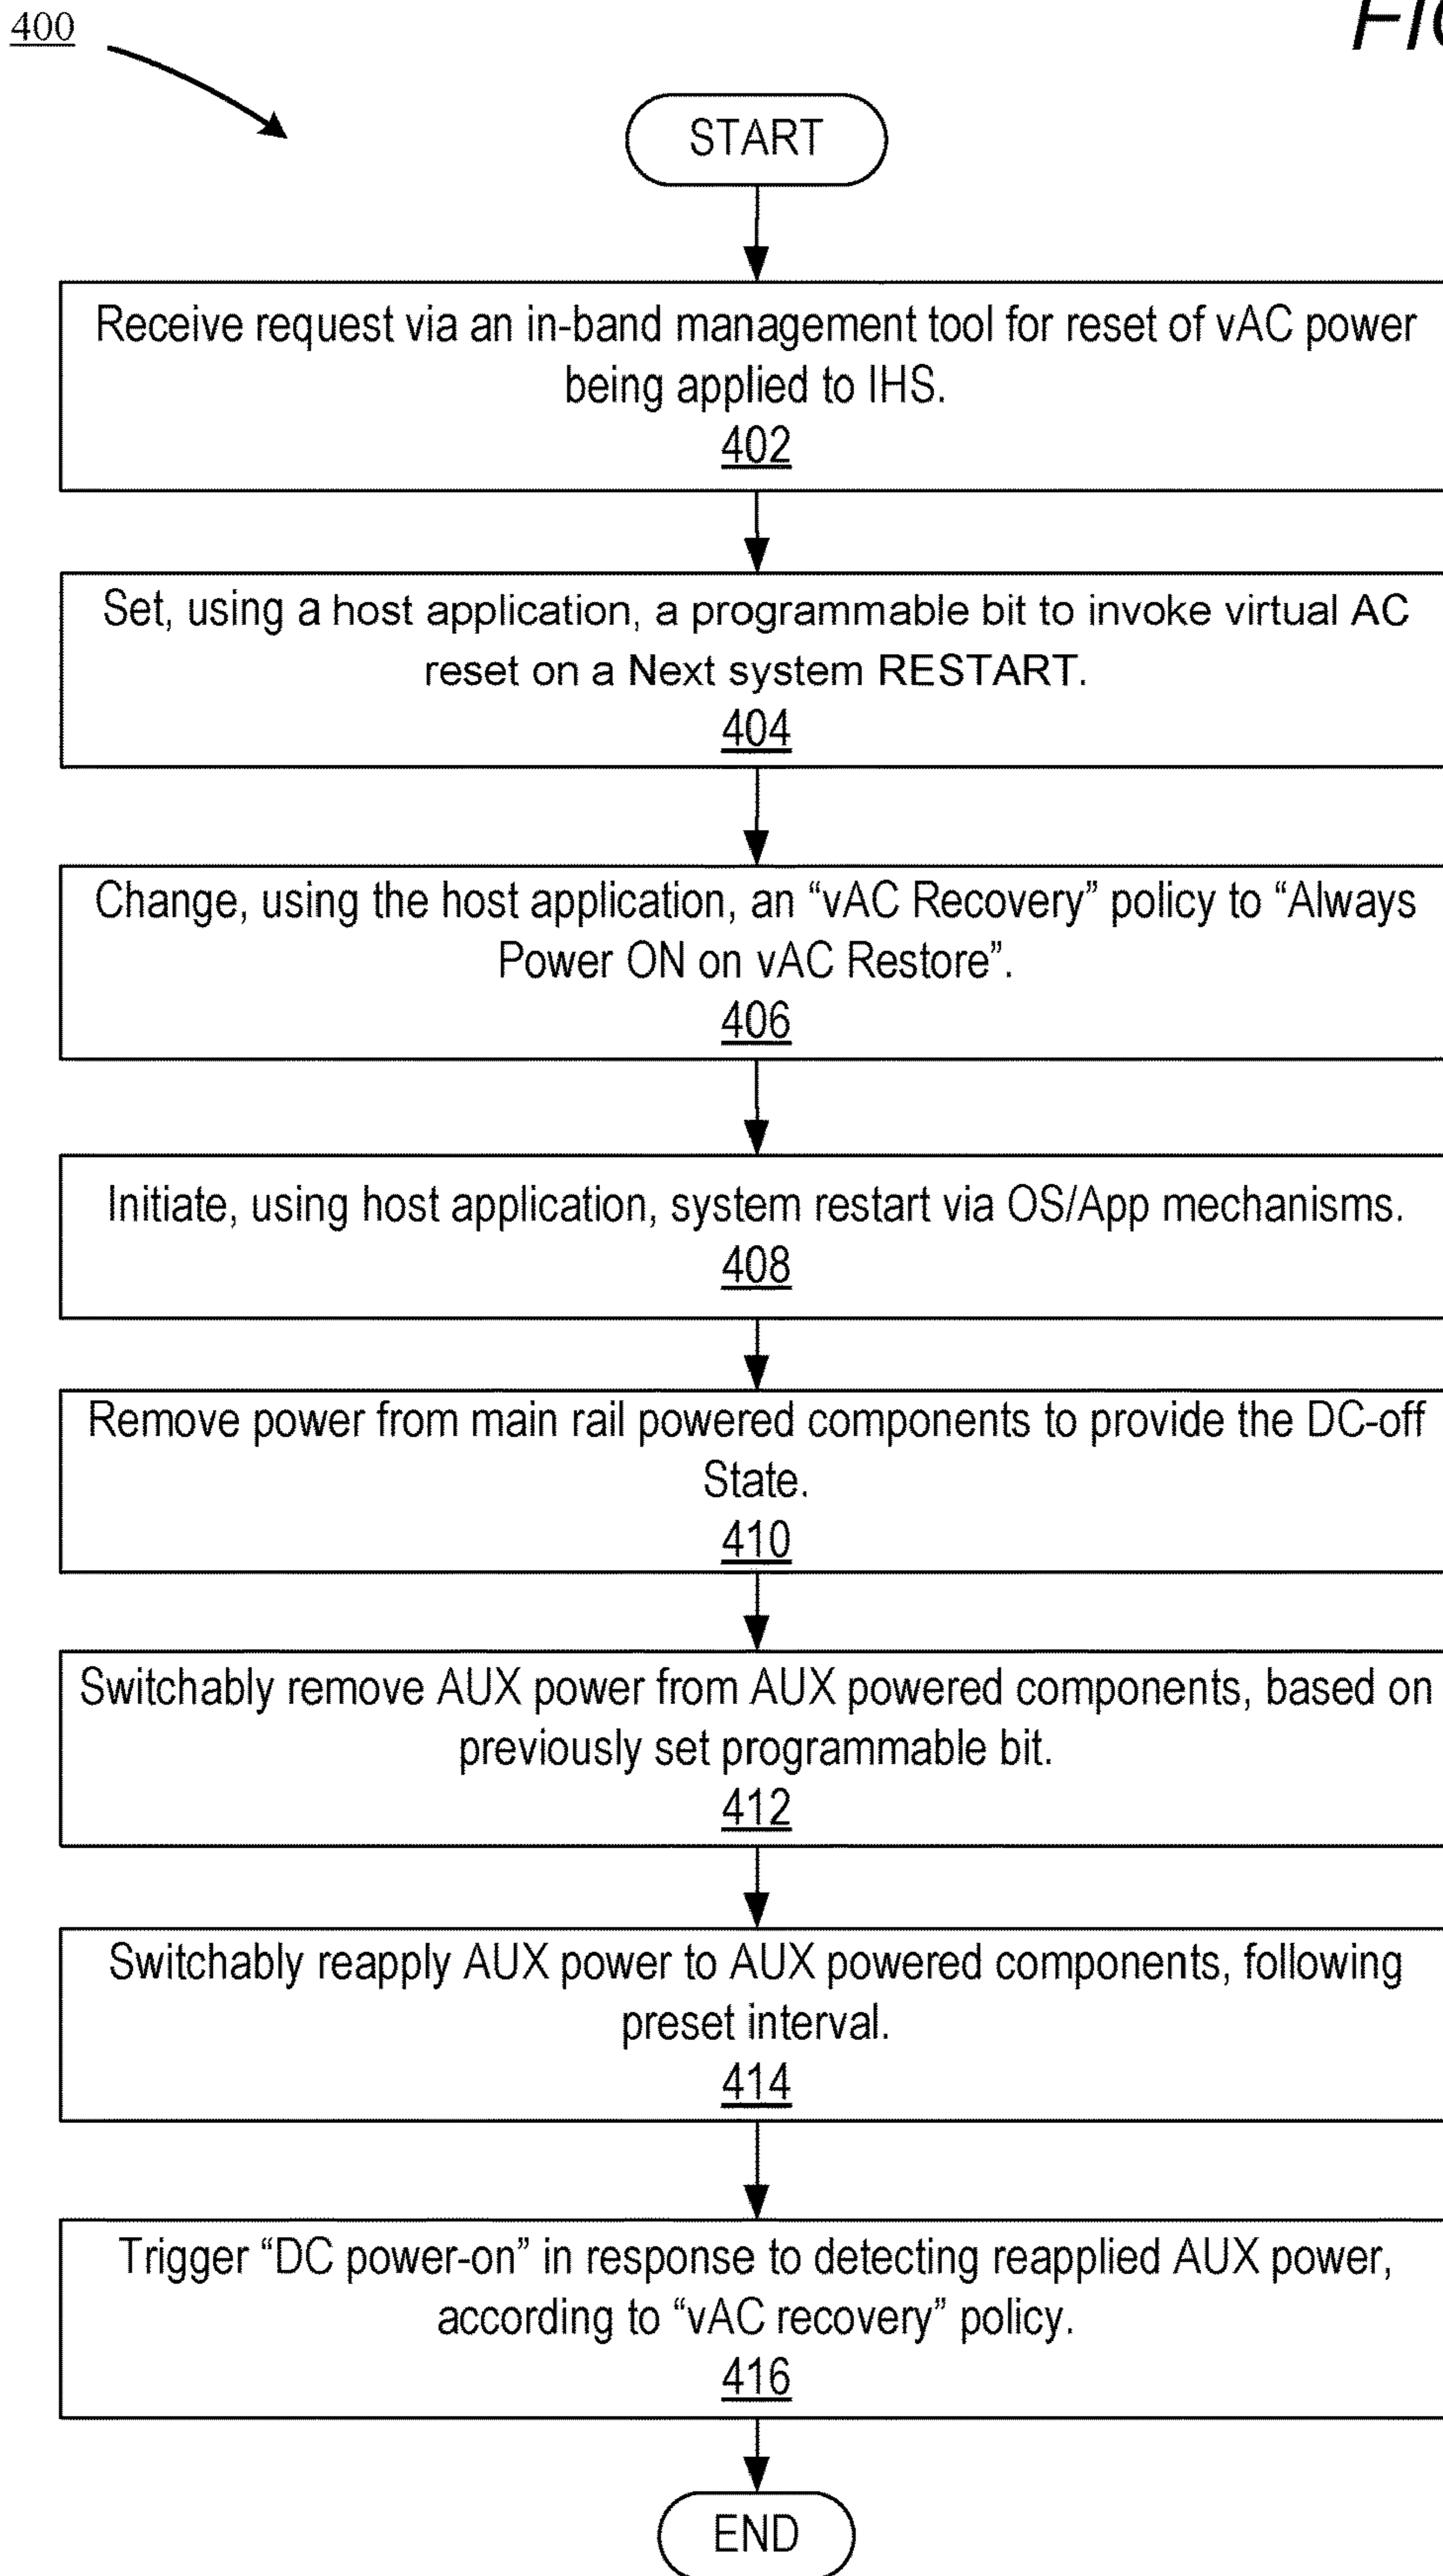 400
START
Receive request via an in-band management tool for reset of vAC power
being applied to IHS.
402
Set, using a host application, a programmable bit to invoke virtual AC
reset on a Next system RESTART.
404
Change, using the host application, an “vAC Recovery” policy to “Always
Power ON on vAC Restore”.
406
Initiate, using host application, system restart via OS/App mechanisms.
408
Remove power from main rail powered components to provide the DC-off
State.
410
Switchably remove AUX power from AUX powered components, based on
previously set programmable bit.
412
Switchably reapply AUX power to AUX powered components, following
preset interval.
414
Trigger “DC power-on” in response to detecting reapplied AUX power,
according to “vAC recovery” policy.
416
END